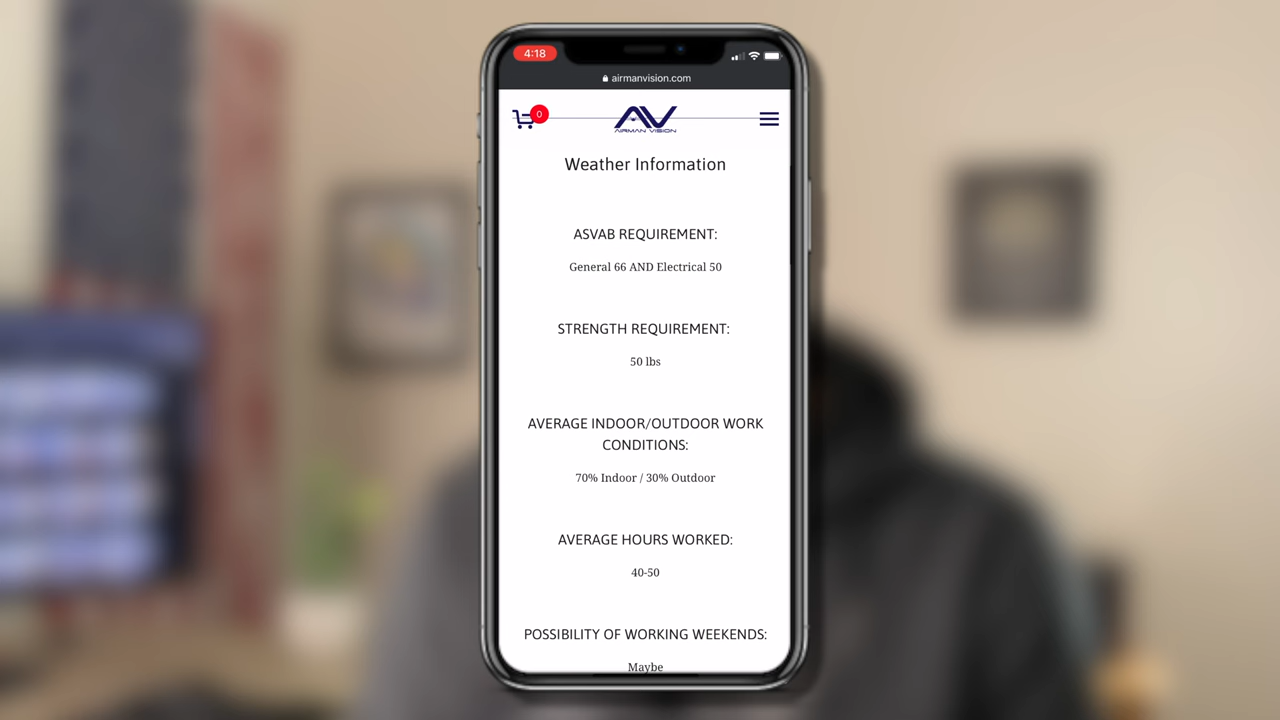 4:18
airmanvision.com
0
AIRMAN VISION
Weather Information
ASVAB REQUIREMENT:
General 66 AND Electrical 50
STRENGTH REQUIREMENT:
50 lbs
AVERAGE INDOOR/OUTDOOR WORK
CONDITIONS:
70% Indoor / 30% Outdoor
AVERAGE HOURS WORKED:
40-50
POSSIBILITY OF WORKING WEEKENDS:
Maybe